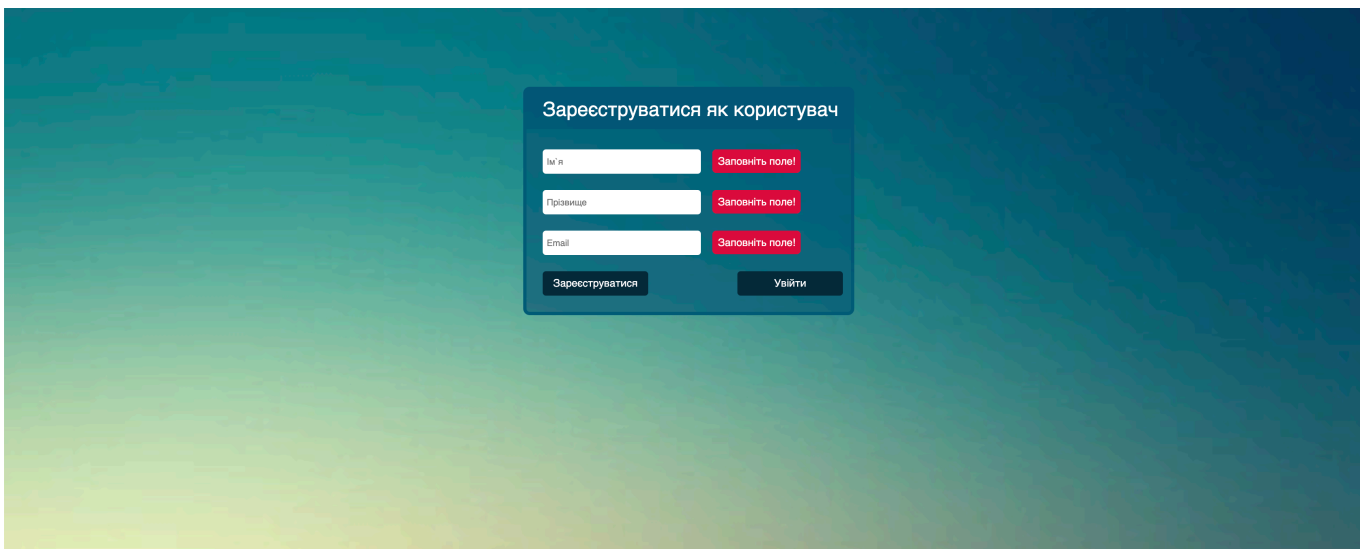 Зареєструватися як користувач
Ім`я Заповніть поле!
Прізвище Заповніть поле!
Email Заповніть поле!
Зареєструватися Увійти